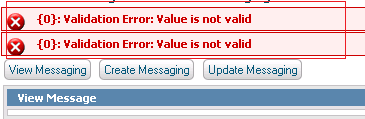 {0}: Validation Error: Value is not valid
{0}: Validation Error: Value is not valid
View Messaging Create Messaging Update Messaging
View Message